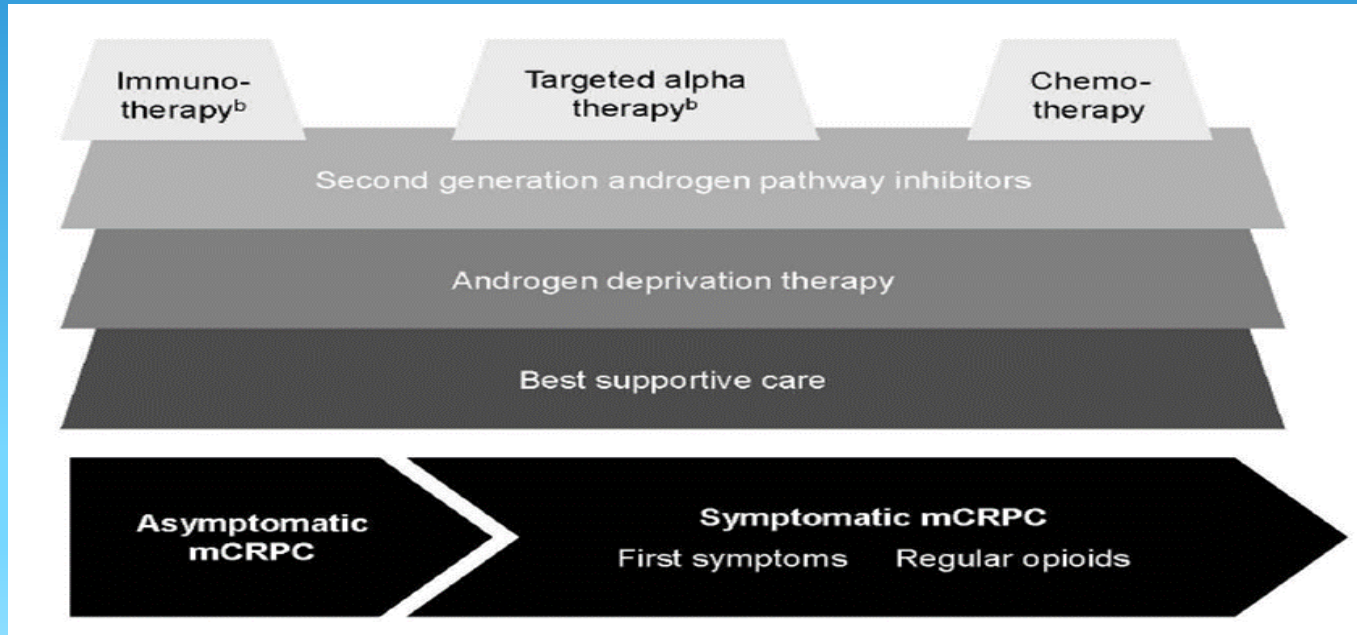 Immuno-
therapyᵇ
Targeted alpha
therapyᵇ
Chemo-
therapy
Second generation androgen pathway inhibitors
Androgen deprivation therapy
Best supportive care
Asymptomatic
mCRPC
Symptomatic mCRPC
First symptoms Regular opioids